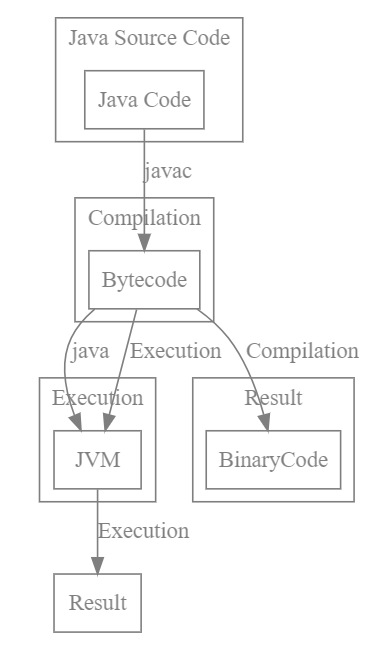 Java Source Code
Java Code
javac
Compilation
Bytecode
java
Execution
Compilation
Execution
Result
JVM
BinaryCode
Execution
Result